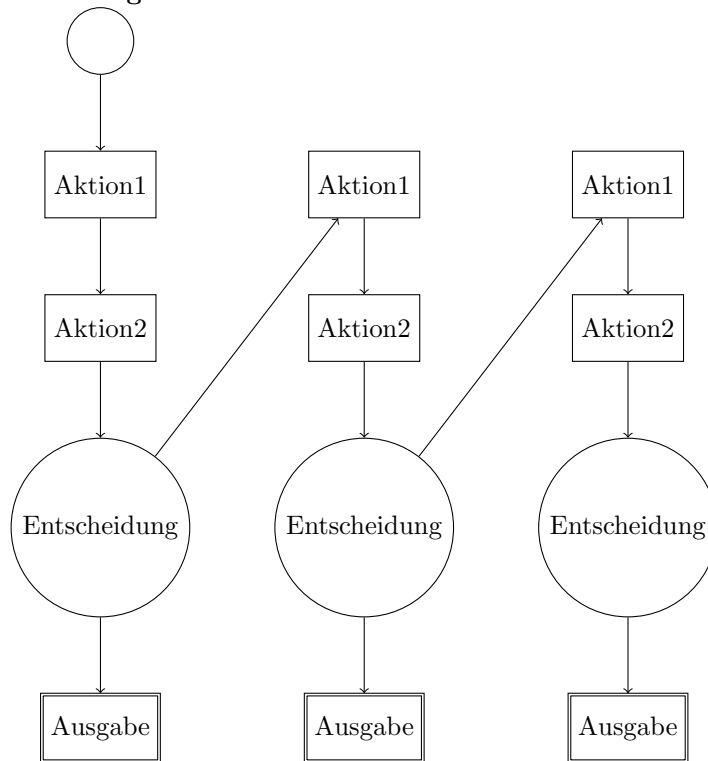 Aktion1
Aktion1
Aktion1
Aktion2
Aktion2
Aktion2
Entscheidung
Entscheidung
Entscheidung
Ausgabe
Ausgabe
Ausgabe